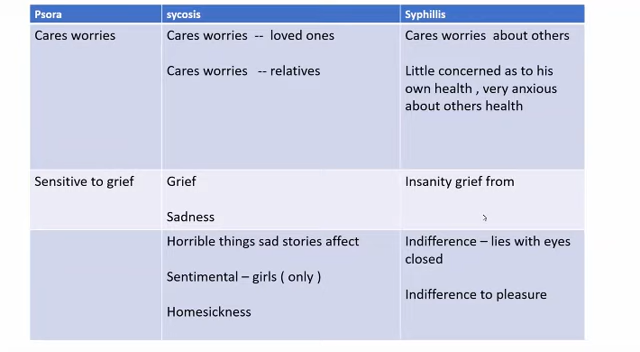 Psora
sycosis
Syphillis
Cares worries
Cares worries -- loved ones
Cares worries -- relatives
Cares worries about others
Little concerned as to his
own health , very anxious
about others health
Sensitive to grief
Grief
Sadness
Insanity grief from
Horrible things sad stories affect
Sentimental – girls ( only )
Homesickness
Indifference – lies with eyes
closed
Indifference to pleasure